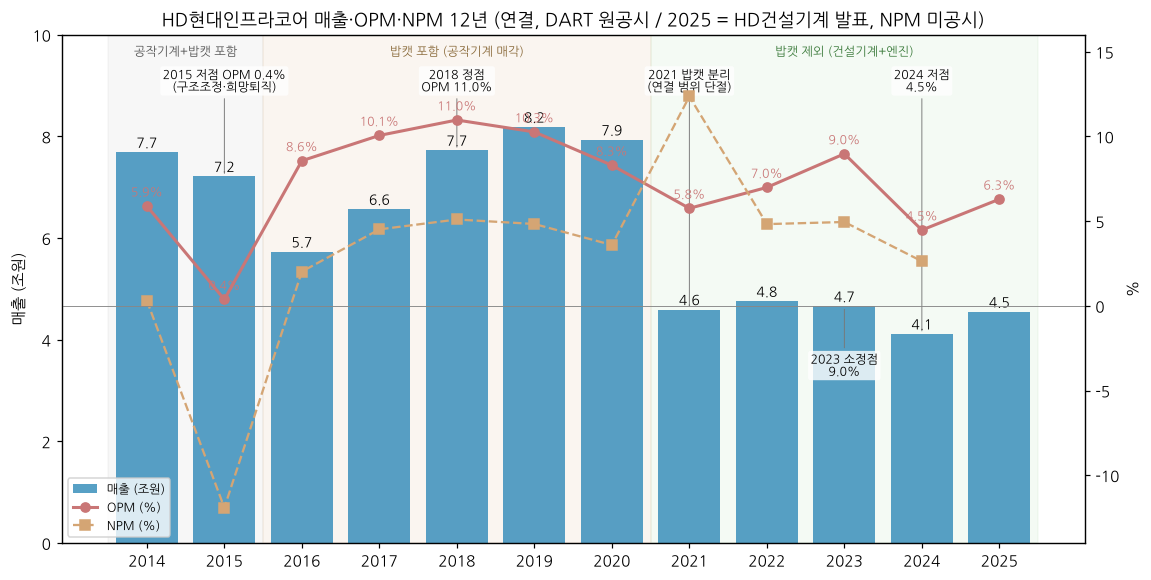 HD현대인프라코어 매출·OPM·NPM 12년 (연결, DART 원공시 / 2025 = HD건설기계 발표, NPM 미공시)
공작기계+밥캣 포함
밥캣 포함 (공작기계 매각)
밥캣 제외 (건설기계+엔진)
2015 저점 OPM 0.4%
(구조조정·희망퇴직)
2018 정점
OPM 11.0%
2021 밥캣 분리
(연결 범위 단절)
2024 저점
4.5%
2023 소정점
9.0%
8.6%
10.1%
11.0%
5.8%
7.0%
9.0%
4.5%
6.3%
7.7
7.2
5.7
6.6
7.7
8.2
7.9
4.6
4.8
4.7
4.1
4.5
매출 (조원)
10
8
6
4
2
0
%
15
10
5
0
-5
-10
매출 (조원)
OPM (%)
NPM (%)
2014
2015
2016
2017
2018
2019
2020
2021
2022
2023
2024
2025